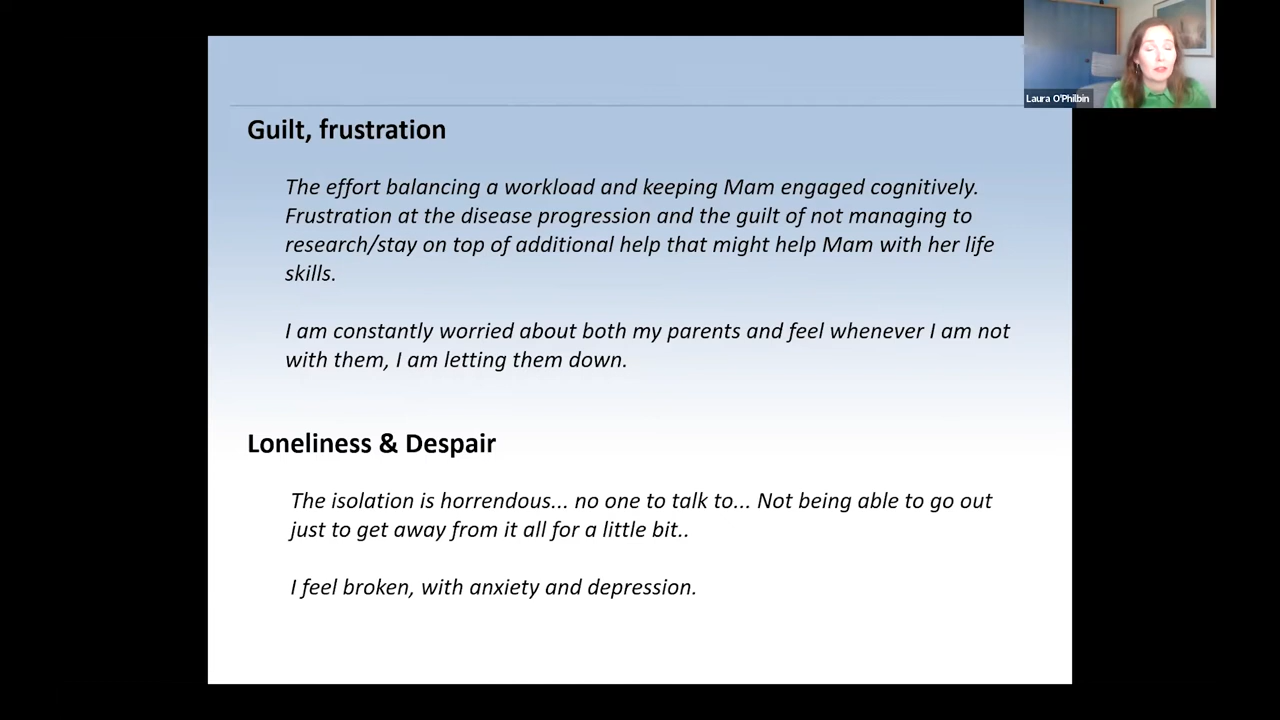 Laura O'Philbin
Guilt, frustration
The effort balancing a workload and keeping Mam engaged cognitively.
Frustration at the disease progression and the guilt of not managing to
research/stay on top of additional help that might help Mam with her life
skills.
I am constantly worried about both my parents and feel whenever I am not
with them, I am letting them down.
Loneliness & Despair
The isolation is horrendous... no one to talk to... Not being able to go out
just to get away from it all for a little bit..
I feel broken, with anxiety and depression.